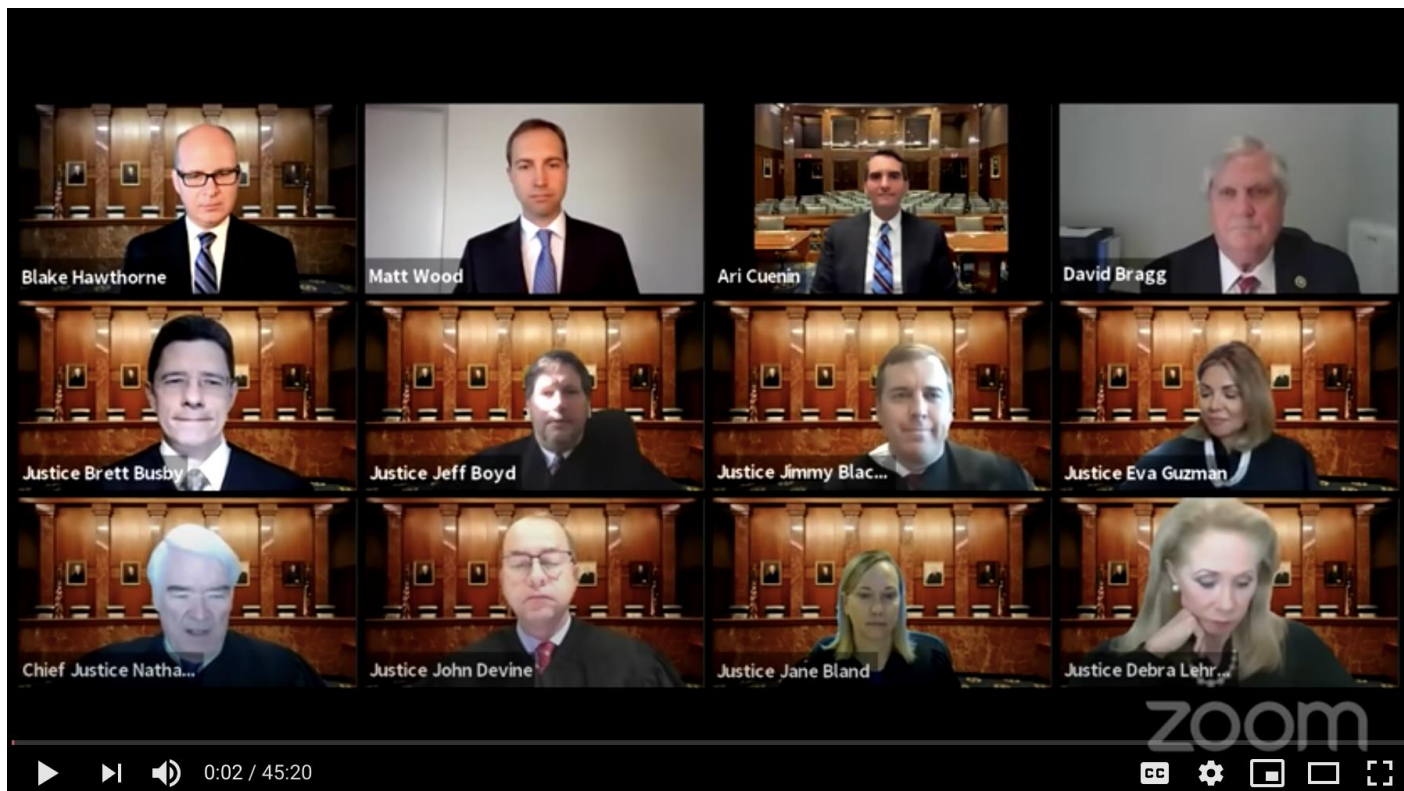 Blake Hawthorne
Matt Wood
Ari Cuenin
David Bragg
Justice Brett Busby
Justice Jeff Boyd
Justice Jimmy Blac...
Justice Eva Guzman
Chief Justice Natha...
Justice John Devine
Justice Jane Bland
Justice Debra Lehr...
zoom
0:02 / 45:20
CC